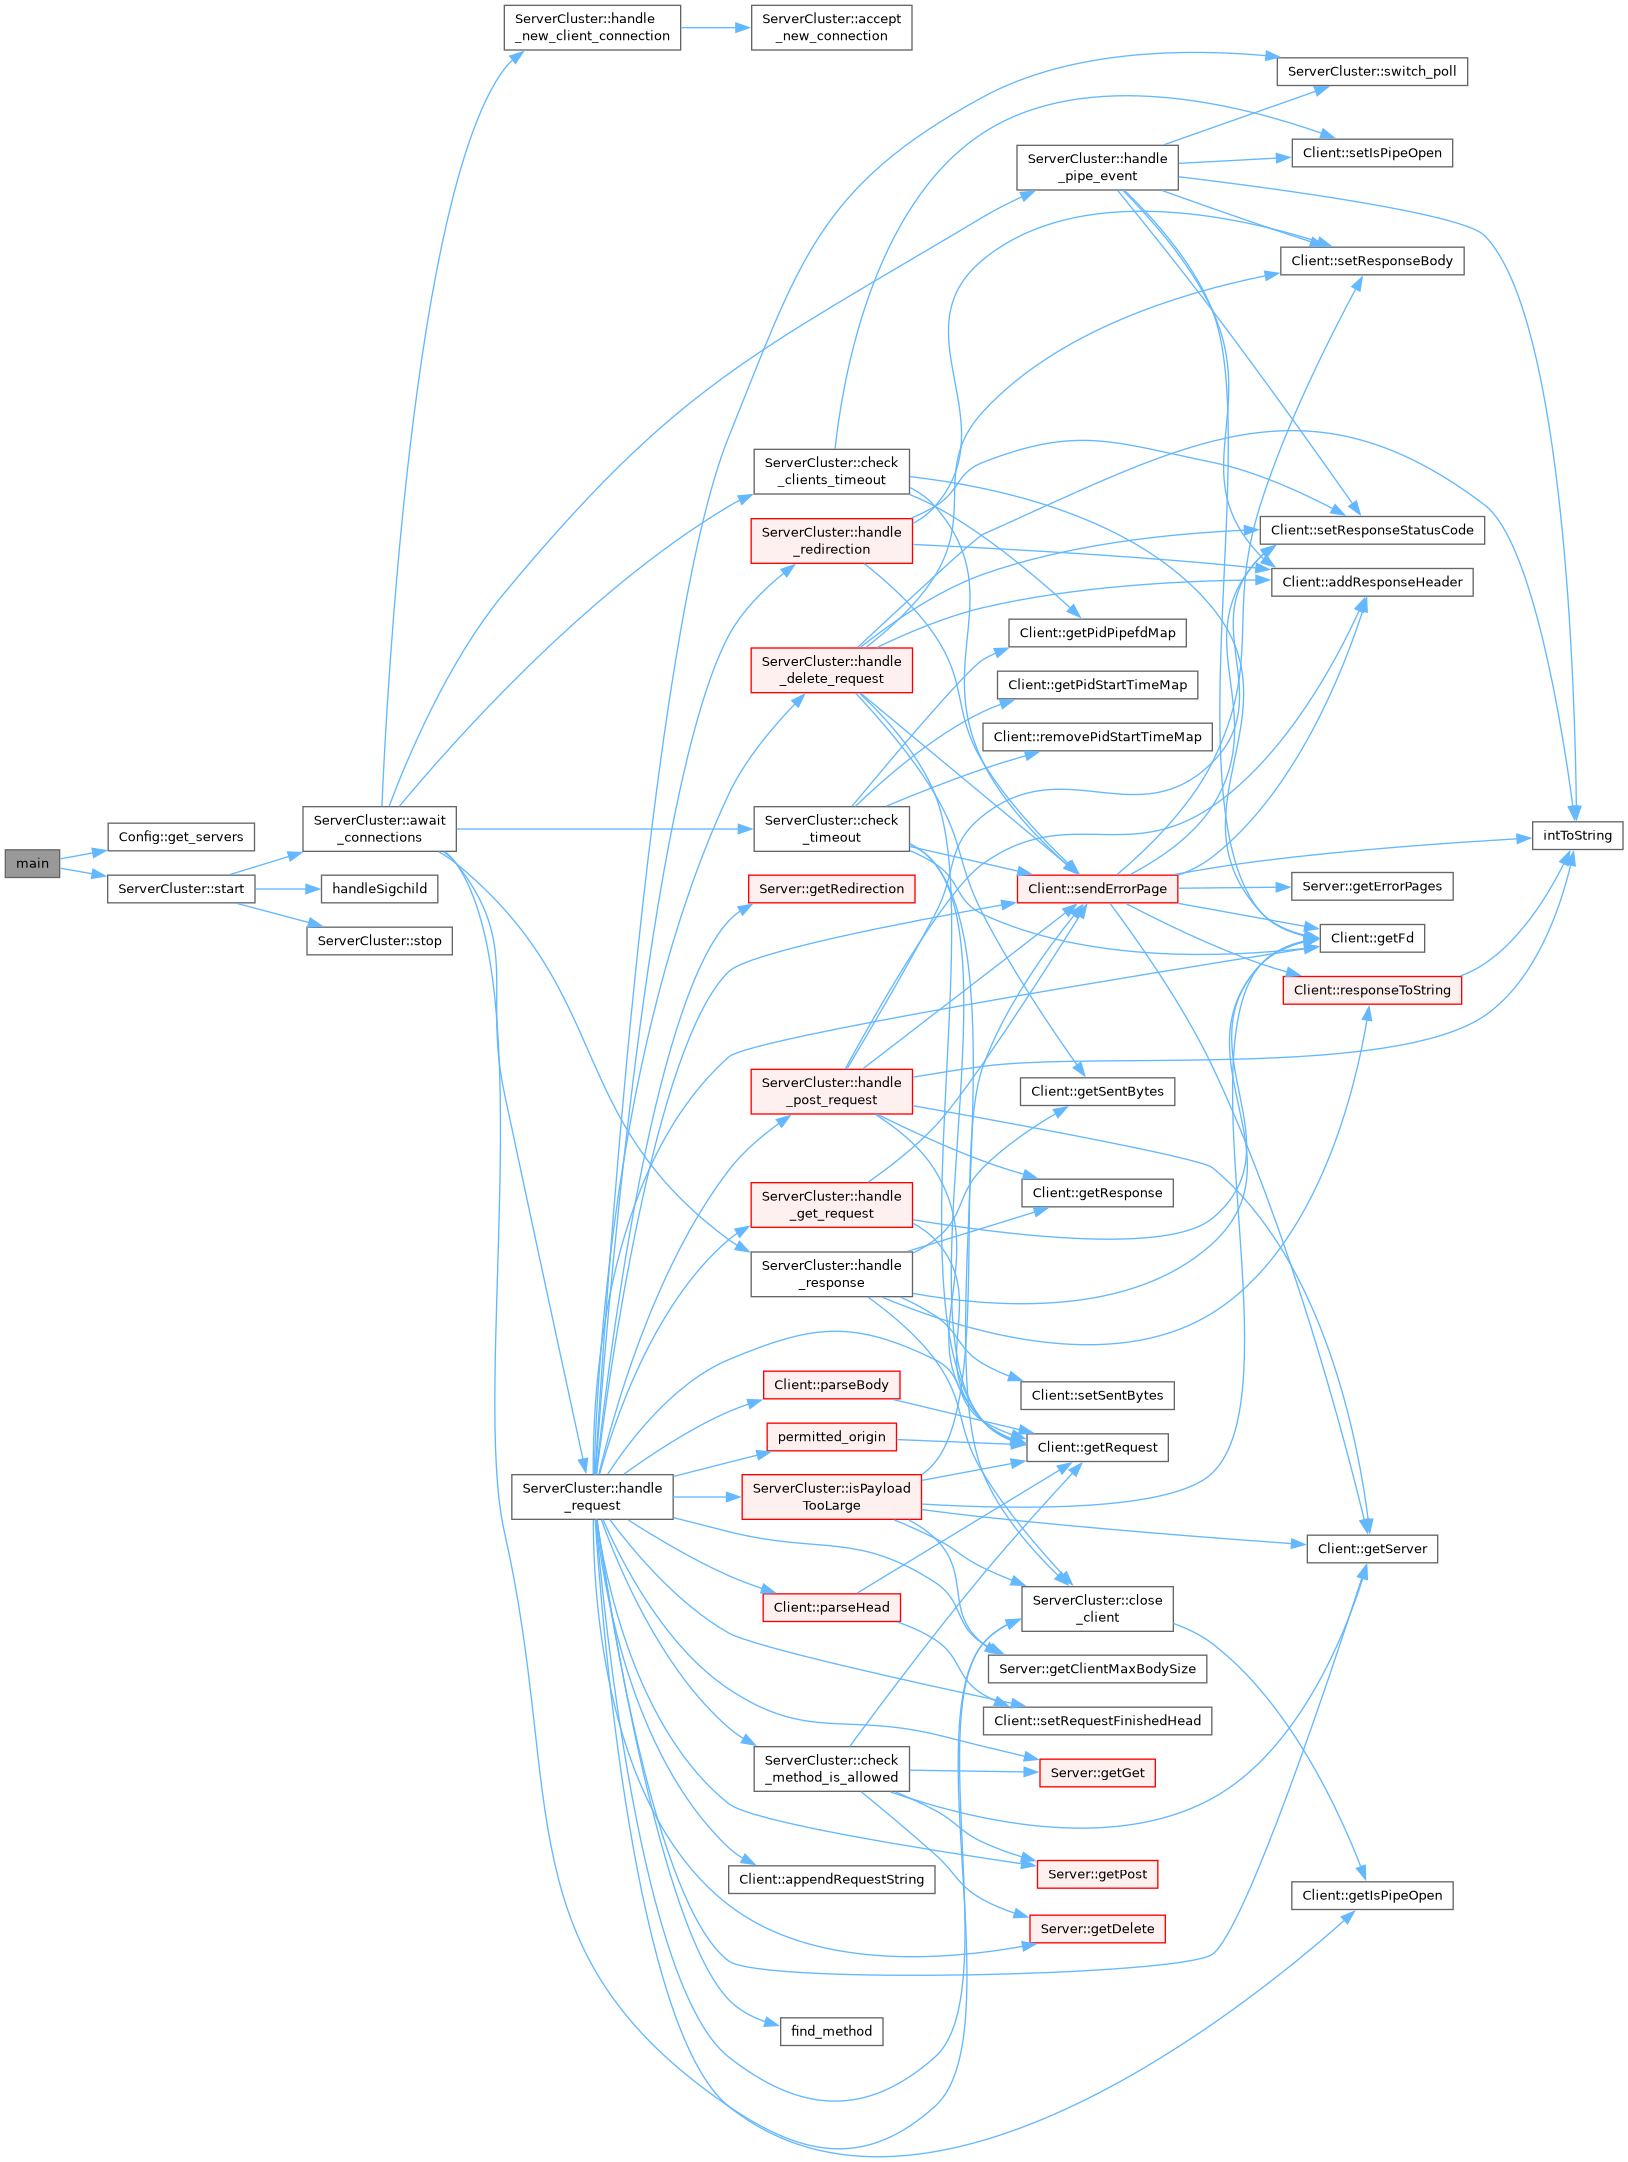 main
Config::get_servers
ServerCluster::start
ServerCluster::await
_connections
handleSigchild
ServerCluster::stop
ServerCluster::handle
_new_client_connection
ServerCluster::handle
_request
ServerCluster::accept
_new_connection
ServerCluster::check
_clients_timeout
ServerCluster::handle
_redirection
ServerCluster::handle
_delete_request
ServerCluster::check
_timeout
Server::getRedirection
ServerCluster::handle
_post_request
ServerCluster::handle
_get_request
ServerCluster::handle
_response
Client::parseBody
permitted_origin
ServerCluster::isPayload
TooLarge
Client::parseHead
ServerCluster::check
_method_is_allowed
Client::appendRequestString
find_method
ServerCluster::handle
_pipe_event
Client::getPidPipefdMap
Client::getPidStartTimeMap
Client::removePidStartTimeMap
Client::sendErrorPage
Client::getSentBytes
Client::getResponse
Client::setSentBytes
Client::getRequest
ServerCluster::close
_client
Server::getClientMaxBodySize
Client::setRequestFinishedHead
Server::getGet
Server::getPost
Server::getDelete
ServerCluster::switch_poll
Client::setIsPipeOpen
Client::setResponseBody
Client::setResponseStatusCode
Client::addResponseHeader
Server::getErrorPages
Client::getFd
Client::responseToString
Client::getServer
Client::getIsPipeOpen
intToString